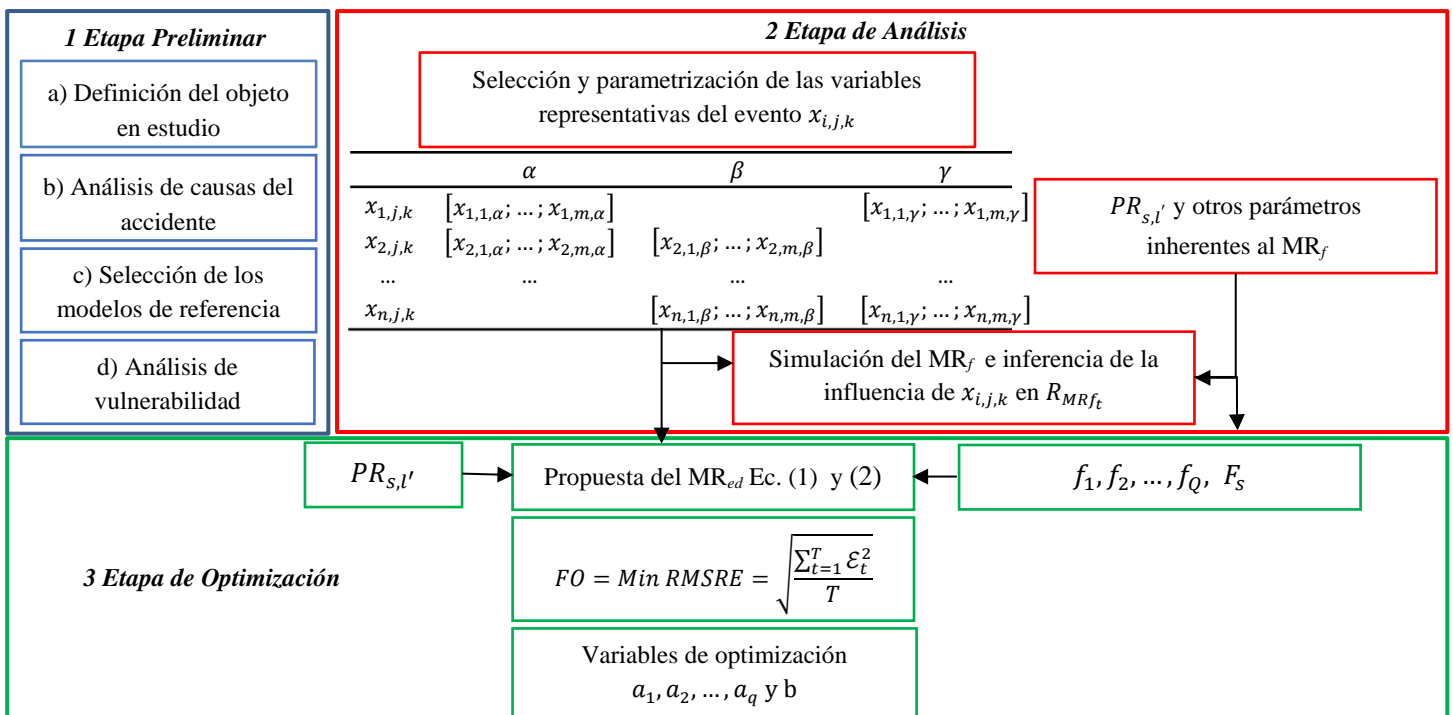 1 Etapa Preliminar
a) Definición del objeto
en estudio
b) Análisis de causas del
accidente
c) Selección de los
modelos de referencia
d) Análisis de
vulnerabilidad
2 Etapa de Análisis
Selección y parametrización de las variables
representativas del evento x_{i,j,k}
α β γ
x_{1,j,k} [x_{1,1,α}; …; x_{1,m,α}] [x_{1,1,γ}; …; x_{1,m,γ}]
x_{2,j,k} [x_{2,1,α}; …; x_{2,m,α}] [x_{2,1,β}; …; x_{2,m,β}]
… … … …
x_{n,j,k} [x_{n,1,β}; …; x_{n,m,β}] [x_{n,1,γ}; …; x_{n,m,γ}]
PR_{s,l'} y otros parámetros
inherentes al MR_f
Simulación del MR_f e inferencia de la
influencia de x_{i,j,k} en R_{MRf_t}
PR_{s,l'}
Propuesta del MR_{ed} Ec. (1) y (2)
f_1, f_2, …, f_Q, F_s
3 Etapa de Optimización
FO = Min RMSRE = √(∑_{t=1}^{T} ℰ_t^2 / T)
Variables de optimización
a_1, a_2, …, a_q y b